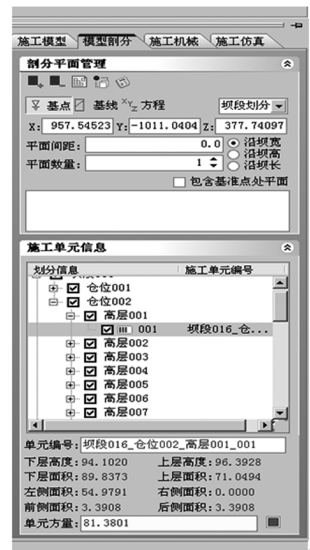 施工模型 模型剖分 施工机械 施工仿真
剖分平面管理
基点 基线 XYZ 方程 坝段划分
X: 957.54523 Y: -1011.0404 Z: 377.74097
平面间距: 0.0 沿坝宽
沿坝高
平面数量: 1 沿坝长
包含基准点处平面
施工单元信息
划分信息 施工单元编号
仓位001
仓位002
高层001
001 坝段016_仓...
高层002
高层003
高层004
高层005
高层006
高层007
单元编号: 坝段016_仓位002_高层001_001
下层高度: 94.1020 上层高度: 96.3928
下层面积: 89.8373 上层面积: 71.0494
左侧面积: 54.9791 右侧面积: 0.0000
前侧面积: 3.3908 后侧面积: 3.3908
单元方量: 81.3801